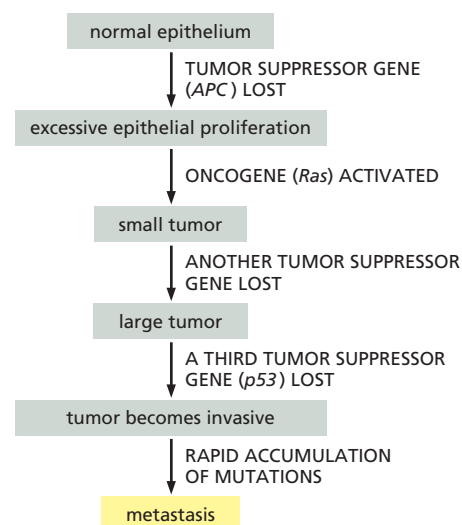 normal epithelium
TUMOR SUPPRESSOR GENE
(APC) LOST
excessive epithelial proliferation
ONCOGENE (Ras) ACTIVATED
small tumor
ANOTHER TUMOR SUPPRESSOR
GENE LOST
large tumor
A THIRD TUMOR SUPPRESSOR
GENE (p53) LOST
tumor becomes invasive
RAPID ACCUMULATION
OF MUTATIONS
metastasis